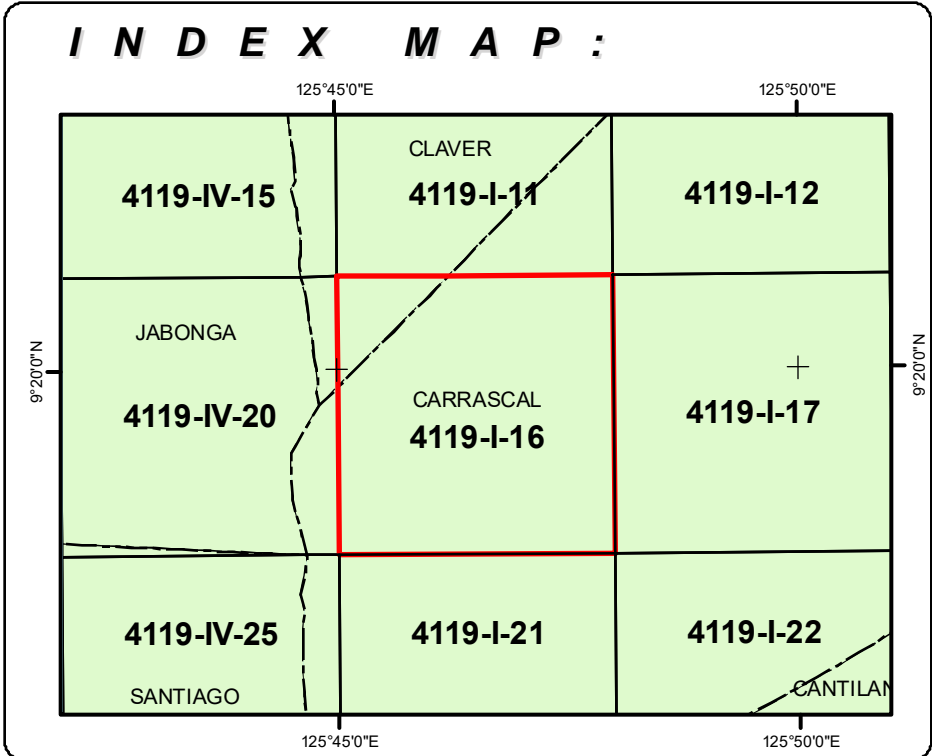 INDEX MAP:
125°45'0"E 125°50'0"E
CLAVER
4119-IV-15 4119-I-11 4119-I-12
JABONGA
9°20'0"N 9°20'0"N
CARRASCAL
4119-IV-20 4119-I-16 4119-I-17
4119-IV-25 4119-I-21 4119-I-22
SANTIAGO CANTILAN
125°45'0"E 125°50'0"E